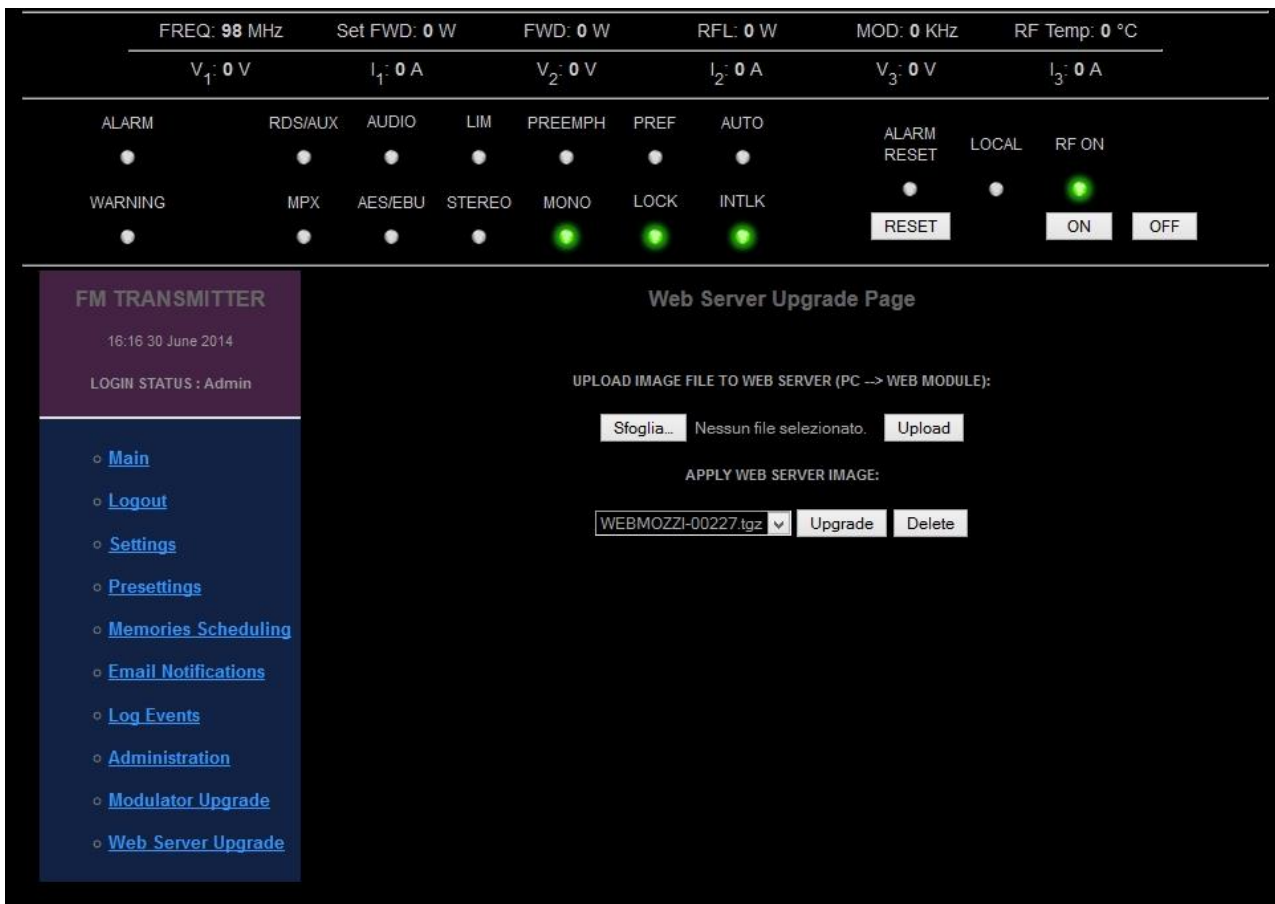 FREQ: 98 MHz Set FWD: 0 W FWD: 0 W RFL: 0 W MOD: 0 KHz RF Temp: 0 °C
V1: 0 V I1: 0 A V2: 0 V I2: 0 A V3: 0 V I3: 0 A
ALARM RDS/AUX AUDIO LIM PREEMPH PREF AUTO ALARM RESET LOCAL RF ON
WARNING MPX AES/EBU STEREO MONO LOCK INTLK RESET ON OFF
FM TRANSMITTER
16:16 30 June 2014
LOGIN STATUS : Admin
Main
Logout
Settings
Presettings
Memories Scheduling
Email Notifications
Log Events
Administration
Modulator Upgrade
Web Server Upgrade
Web Server Upgrade Page
UPLOAD IMAGE FILE TO WEB SERVER (PC --> WEB MODULE):
Sfoglia... Nessun file selezionato. Upload
APPLY WEB SERVER IMAGE:
WEBMOZZI-00227.tgz Upgrade Delete